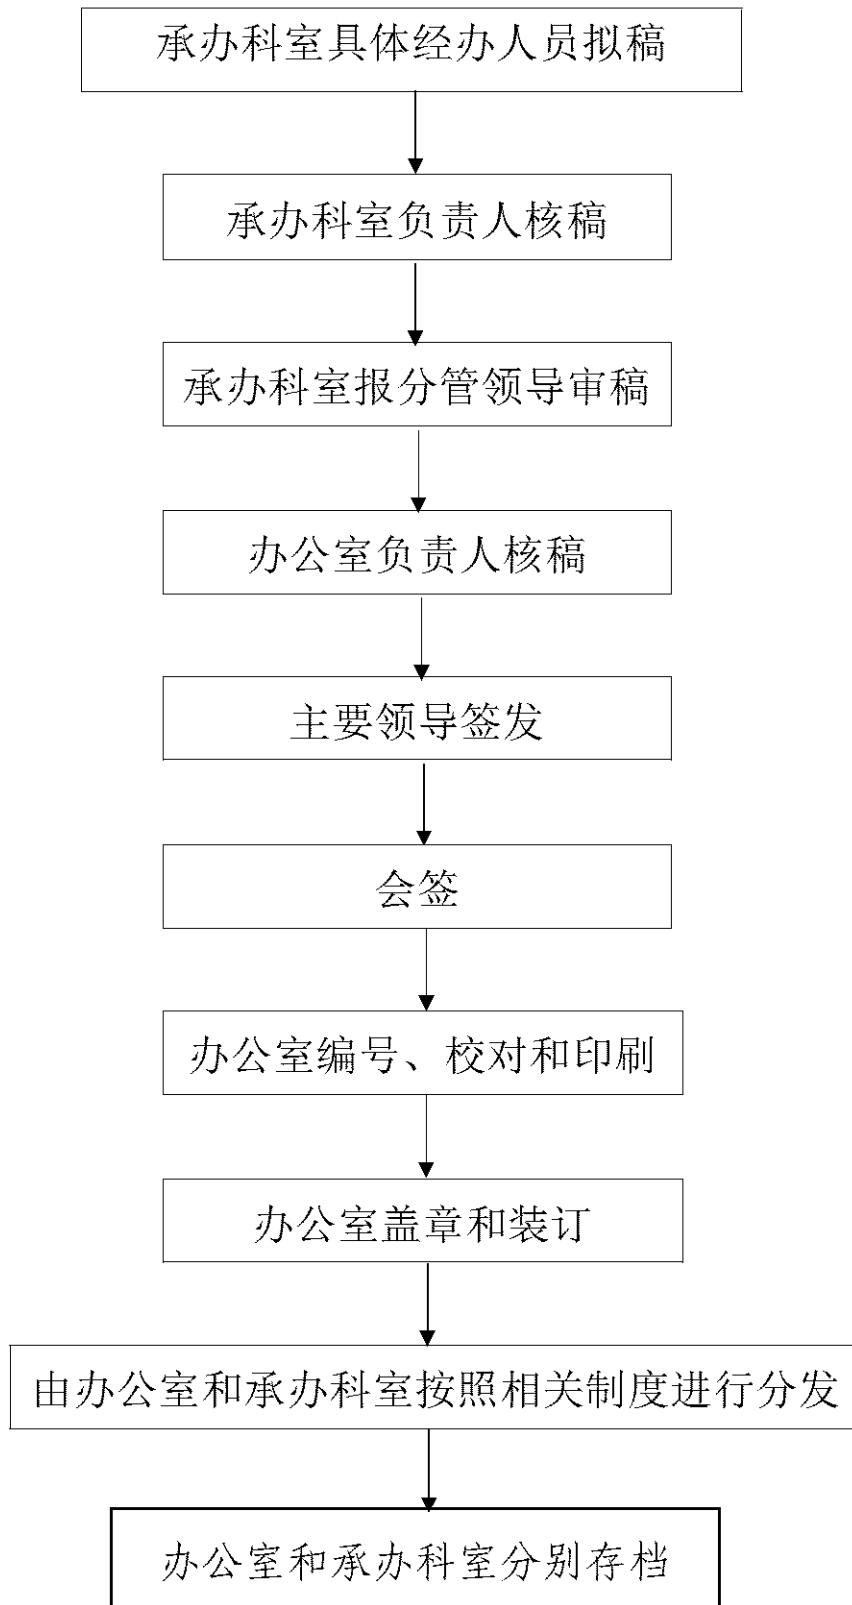 承办科室具体经办人员拟稿
承办科室负责人核稿
承办科室报分管领导审稿
办公室负责人核稿
主要领导签发
会签
办公室编号、校对和印刷
办公室盖章和装订
由办公室和承办科室按照相关制度进行分发
办公室和承办科室分别存档